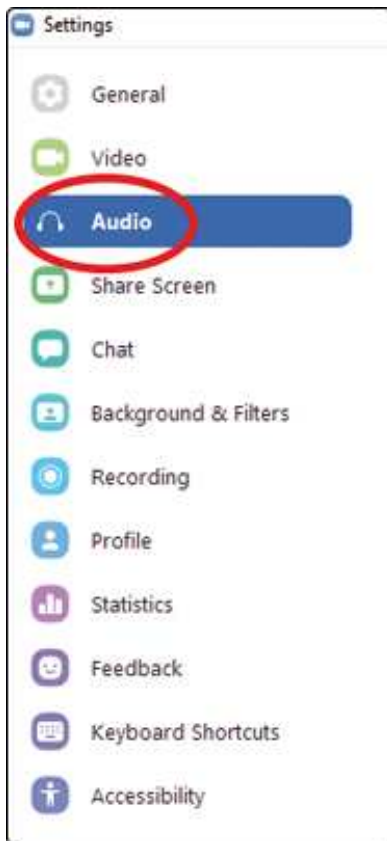 Settings
General
Video
Audio
Share Screen
Chat
Background & Filters
Recording
Profile
Statistics
Feedback
Keyboard Shortcuts
Accessibility